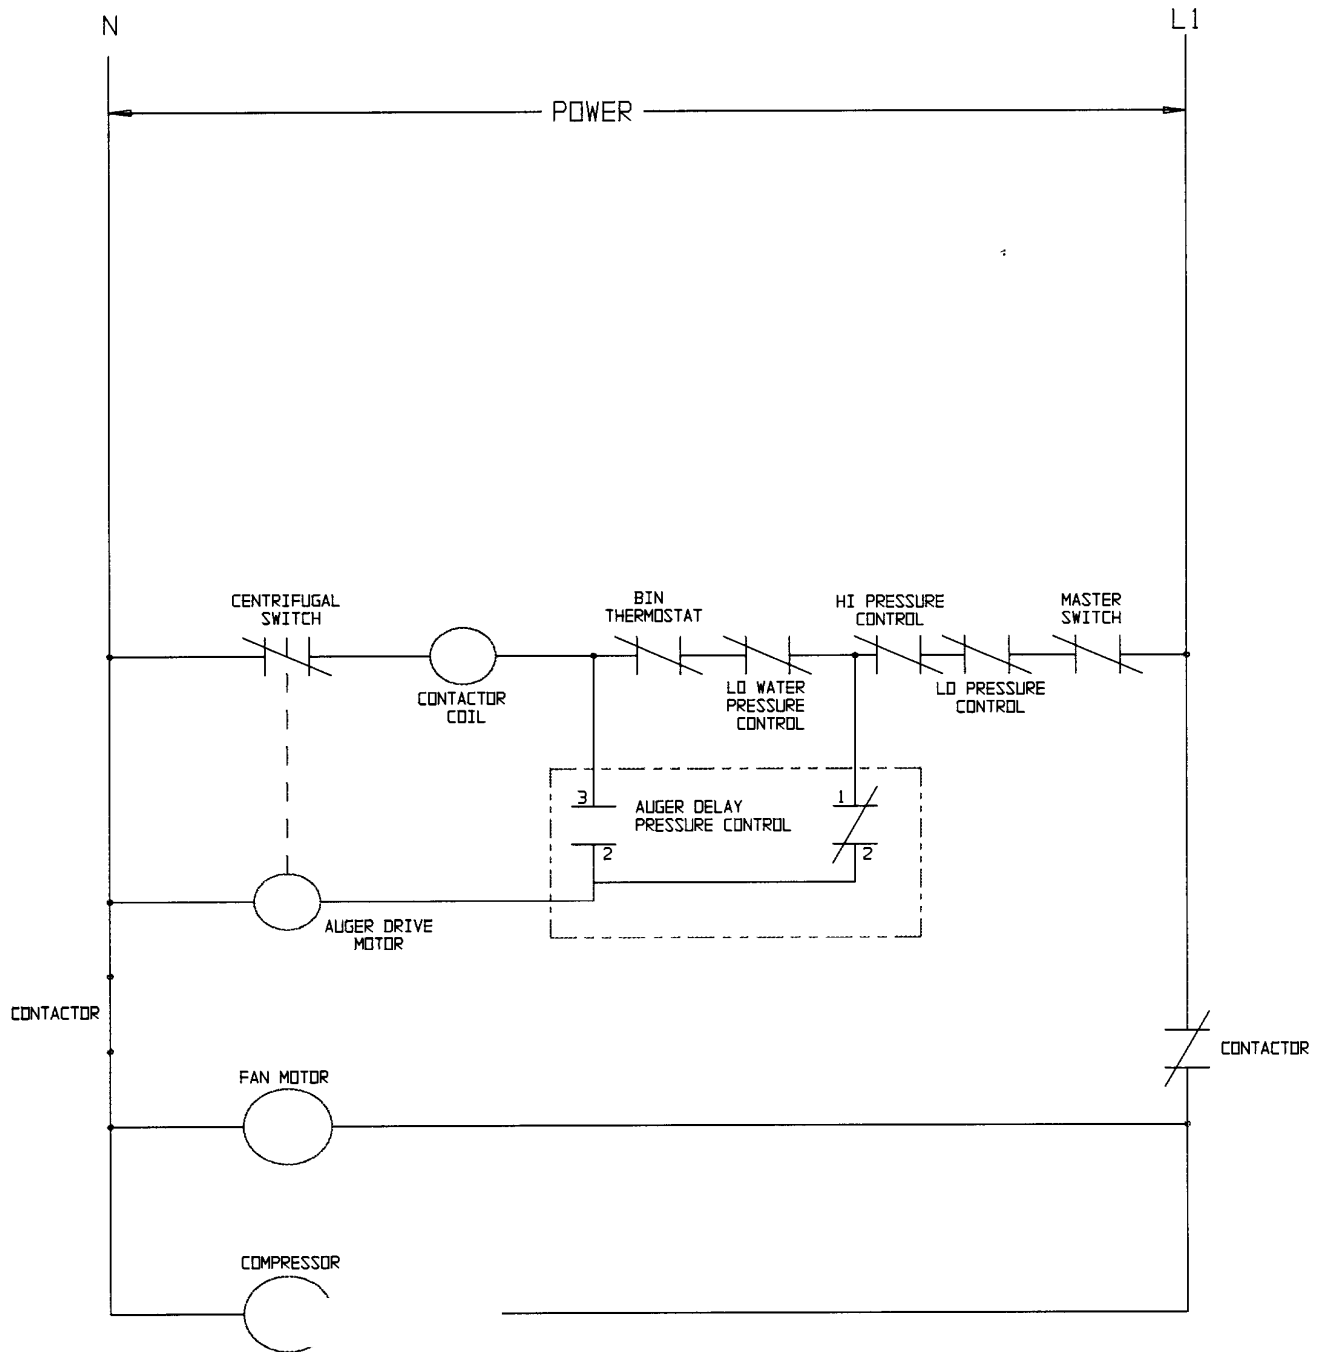 N
L1
POWER
CENTRIFUGAL
SWITCH
BIN
THERMOSTAT
HI PRESSURE
CONTROL
MASTER
SWITCH
CONTACTOR
COIL
LO WATER
PRESSURE
CONTROL
LO PRESSURE
CONTROL
3
AUGER DELAY
PRESSURE CONTROL
1
2
2
AUGER DRIVE
MOTOR
CONTACTOR
CONTACTOR
FAN MOTOR
COMPRESSOR